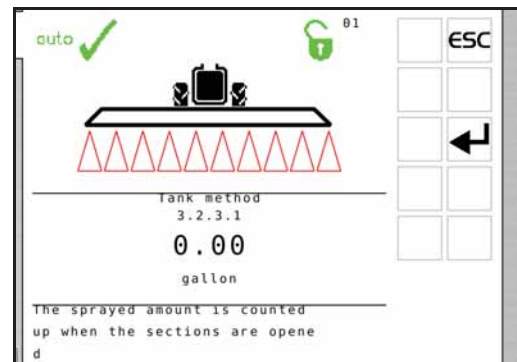 auto
01
ESC
Tank method
3.2.3.1
0.00
gallon
The sprayed amount is counted
up when the sections are opene
d